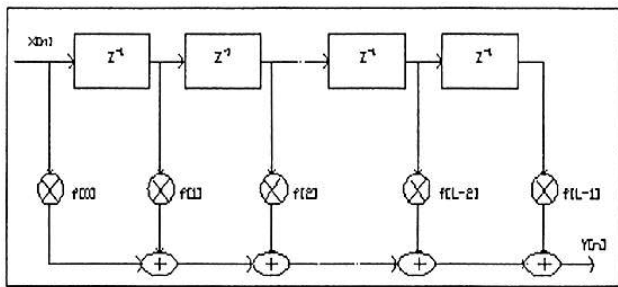 X[n]
Z⁻¹ Z⁻¹ Z⁻¹ Z⁻¹
f[0] f[1] f[2] f[L-2] f[L-1]
+ + + +
Y[n]